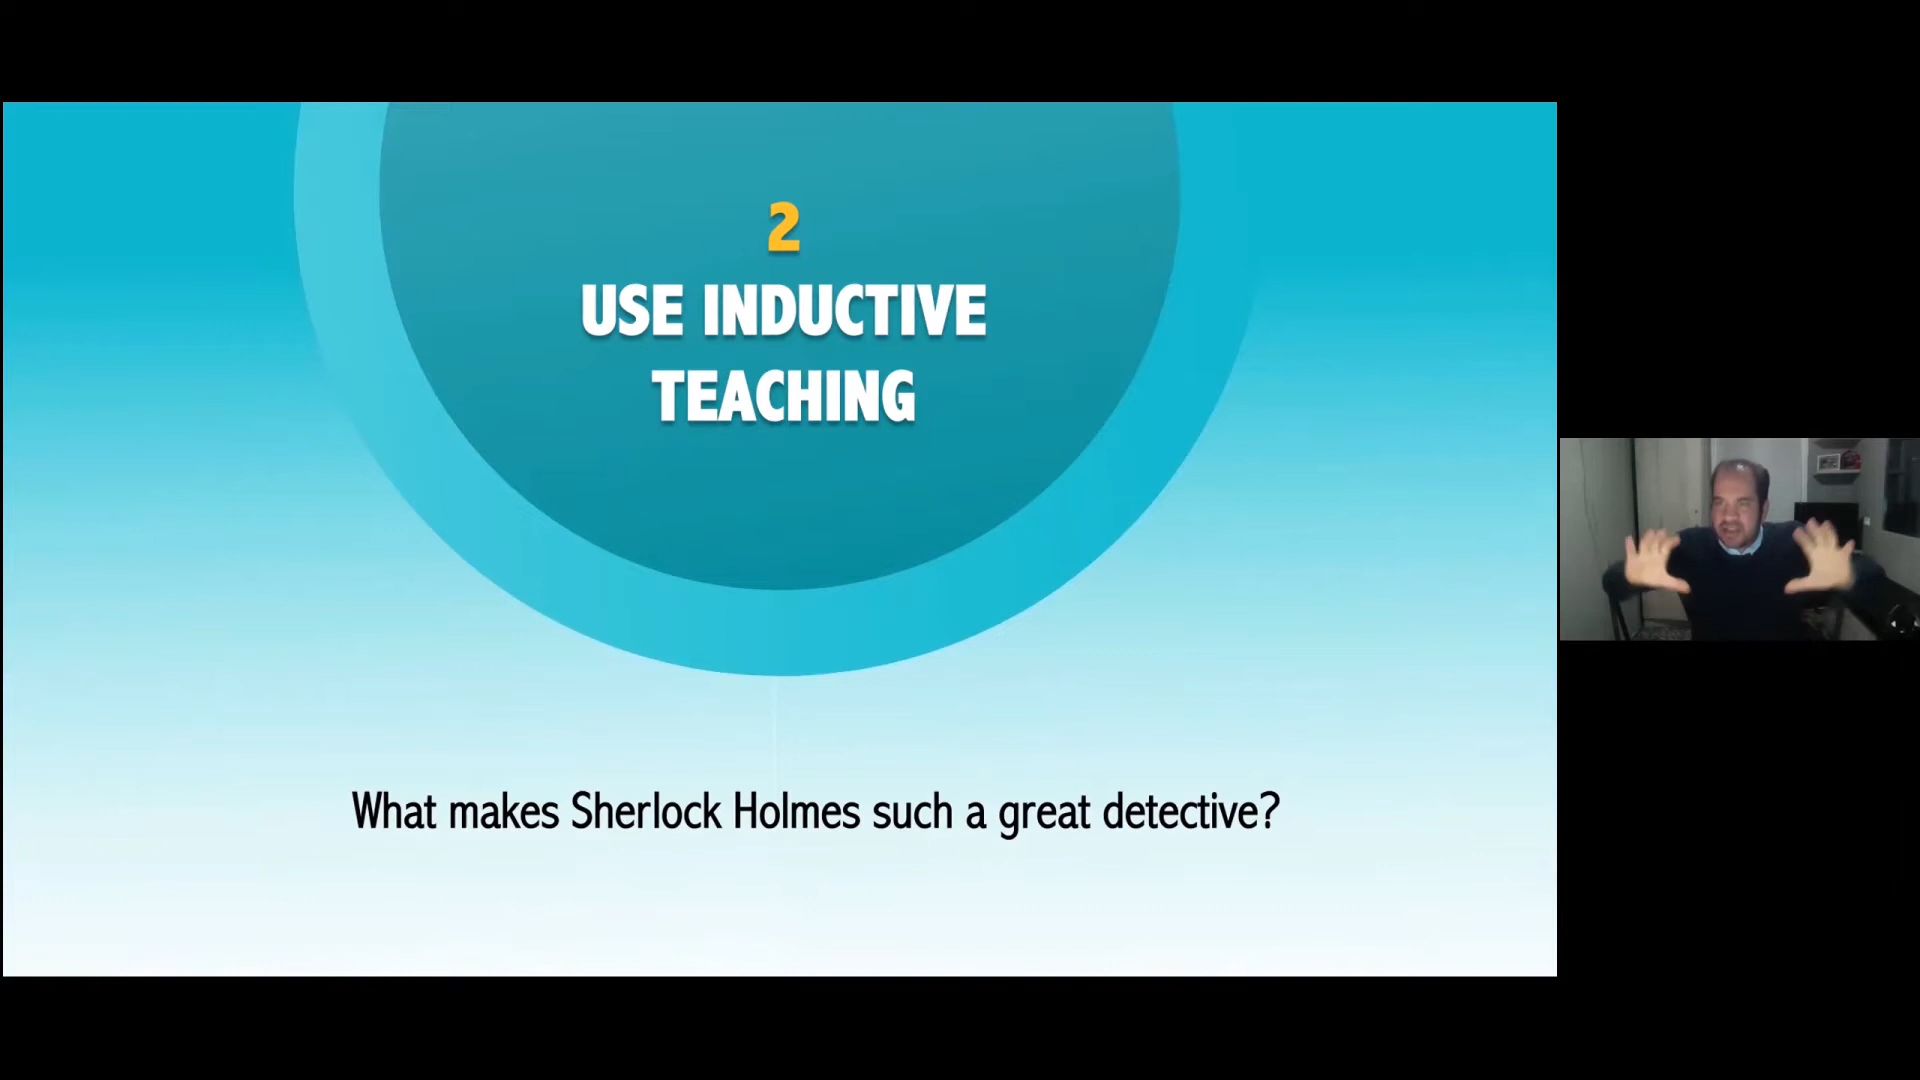 2
USE INDUCTIVE
TEACHING
What makes Sherlock Holmes such a great detective?